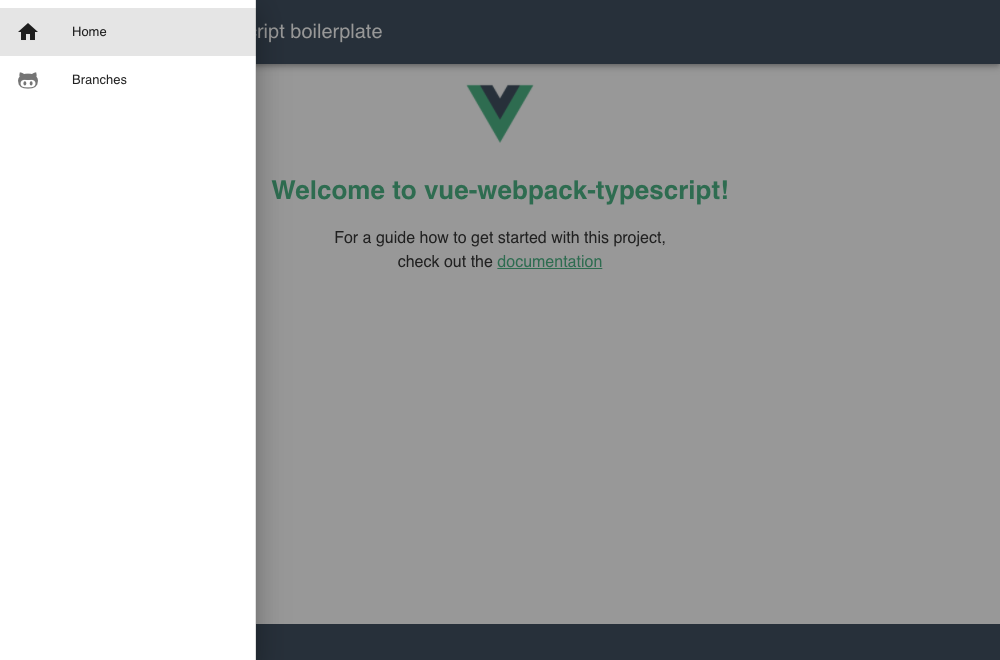 Home
Branches
ript boilerplate
Welcome to vue-webpack-typescript!
For a guide how to get started with this project,
check out the documentation